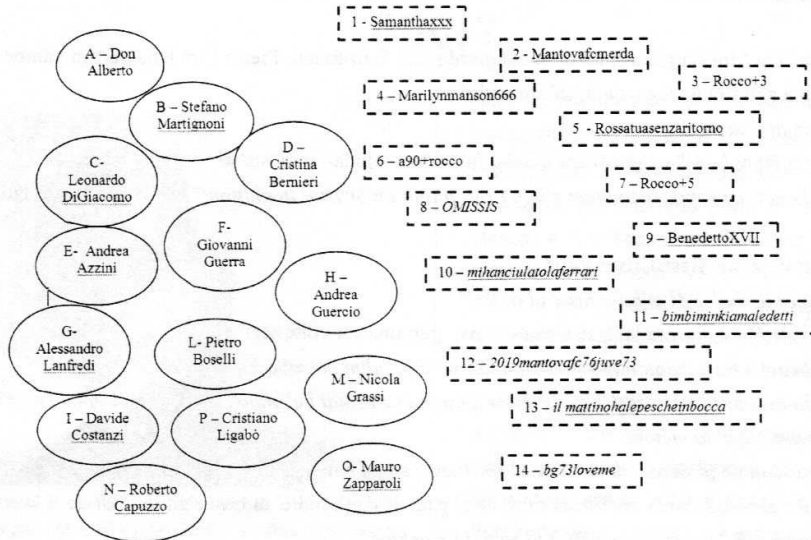 1 - Samanthaxxx
A – Don
Alberto
2 - Mantovafcmerda
3 – Rocco+3
4 – Marilynmanson666
B – Stefano
Martignoni
5 - Rossatuasenzaritorno
D –
Cristina
Bernieri
6 – a90+rocco
C-
Leonardo
DiGiacomo
7 – Rocco+5
8 – OMISSIS
F-
Giovanni
Guerra
9 – BenedettoXVII
E- Andrea
Azzini
10 – mihanciulatolaferrari
H –
Andrea
Guercio
11 - bimbiminkiamaledetti
G-
Alessandro
Lanfredi
L- Pietro
Boselli
12 - 2019mantovafc76juve73
M – Nicola
Grassi
13 – il mattinohalepescheinbocca
I – Davide
Costanzi
P – Cristiano
Ligabò
O- Mauro
Zapparoli
14 – bg73loveme
N – Roberto
Capuzzo